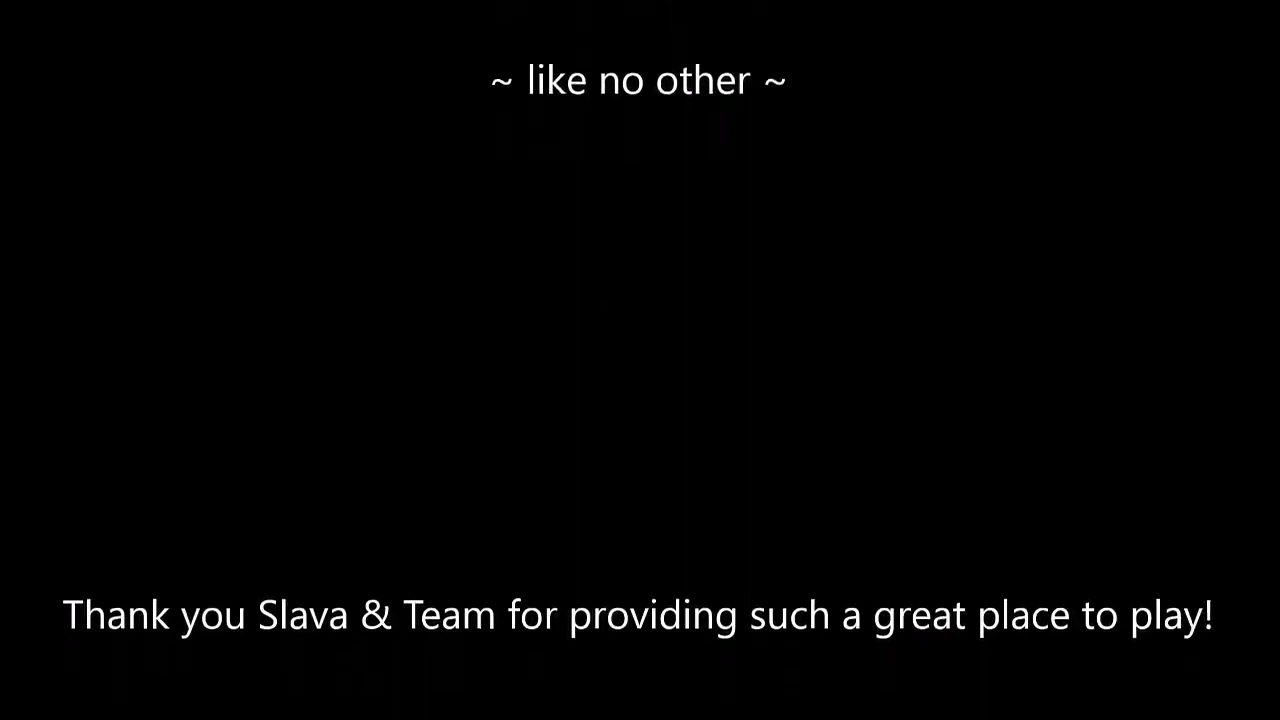 ~ like no other ~
Thank you Slava & Team for providing such a great place to play!